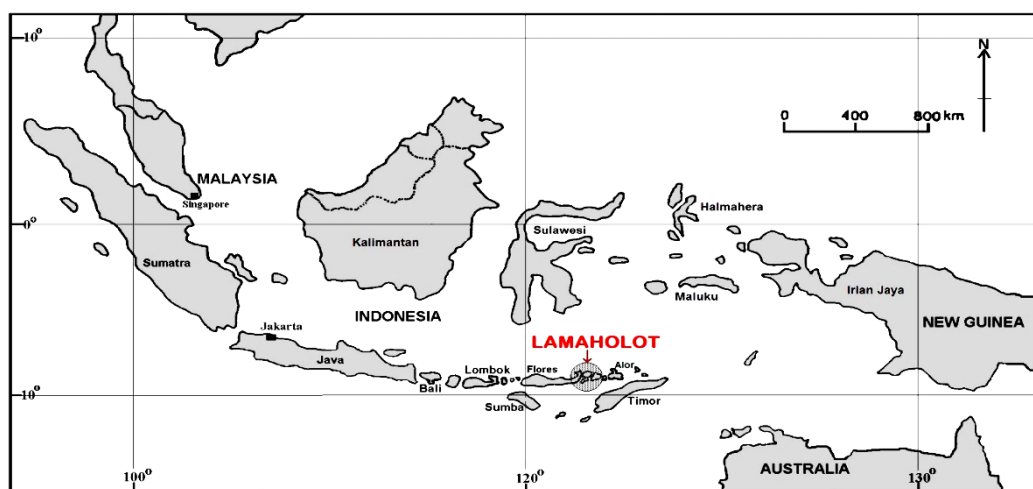 10°
N
0 400 800 km
MALAYSIA
Singapore
Halmahera
0°
Sulawesi
Kalimantan
Sumatra
Irian Jaya
Maluku
INDONESIA
NEW GUINEA
Jakarta
LAMAHOLOT
Java
Lombok
Flores
Alor
Bali
10°
Sumba
Timor
AUSTRALIA
100° 120° 130°